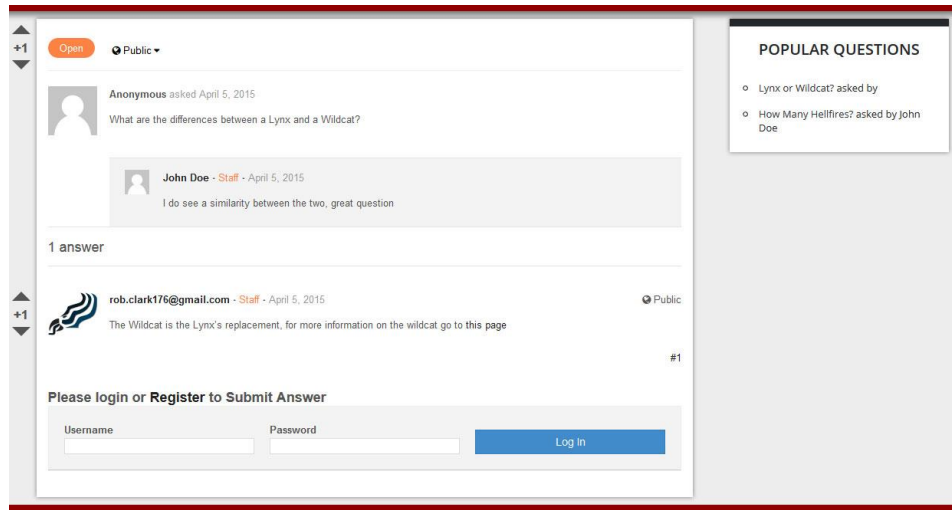 +1
Open
Public
Anonymous asked April 5, 2015
What are the differences between a Lynx and a Wildcat?
John Doe - Staff - April 5, 2015
I do see a similarity between the two, great question
1 answer
+1
rob.clark176@gmail.com - Staff - April 5, 2015
Public
The Wildcat is the Lynx's replacement, for more information on the wildcat go to this page
#1
Please login or Register to Submit Answer
Username
Password
Log In
POPULAR QUESTIONS
Lynx or Wildcat? asked by
How Many Hellfires? asked by John
Doe